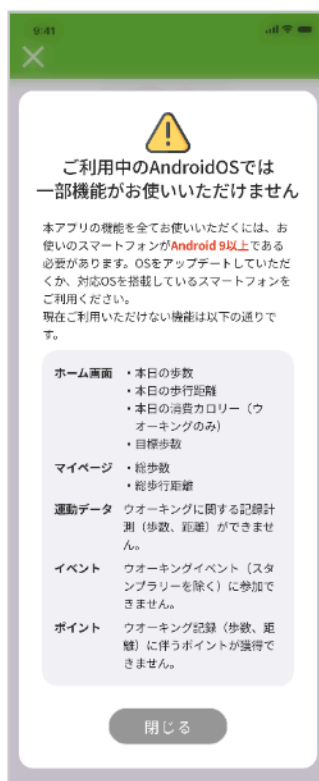 9:41
ご利用中のAndroidOSでは
一部機能がお使いいただけません
本アプリの機能を全てお使いいただくには、お
使いのスマートフォンがAndroid 9以上である
必要があります。OSをアップデートしていただ
くか、対応OSを搭載しているスマートフォンを
ご利用ください。
現在ご利用いただけない機能は以下の通りで
す。
ホーム画面 ・本日の歩数
・本日の歩行距離
・本日の消費カロリー（ウ
オーキングのみ）
・目標歩数
マイページ ・総歩数
・総歩行距離
運動データ ウオーキングに関する記録計
測（歩数、距離）ができませ
ん。
イベント ウオーキングイベント（スタ
ンプラリーを除く）に参加で
きません。
ポイント ウオーキング記録（歩数、距
離）に伴うポイントが獲得で
きません。
閉じる